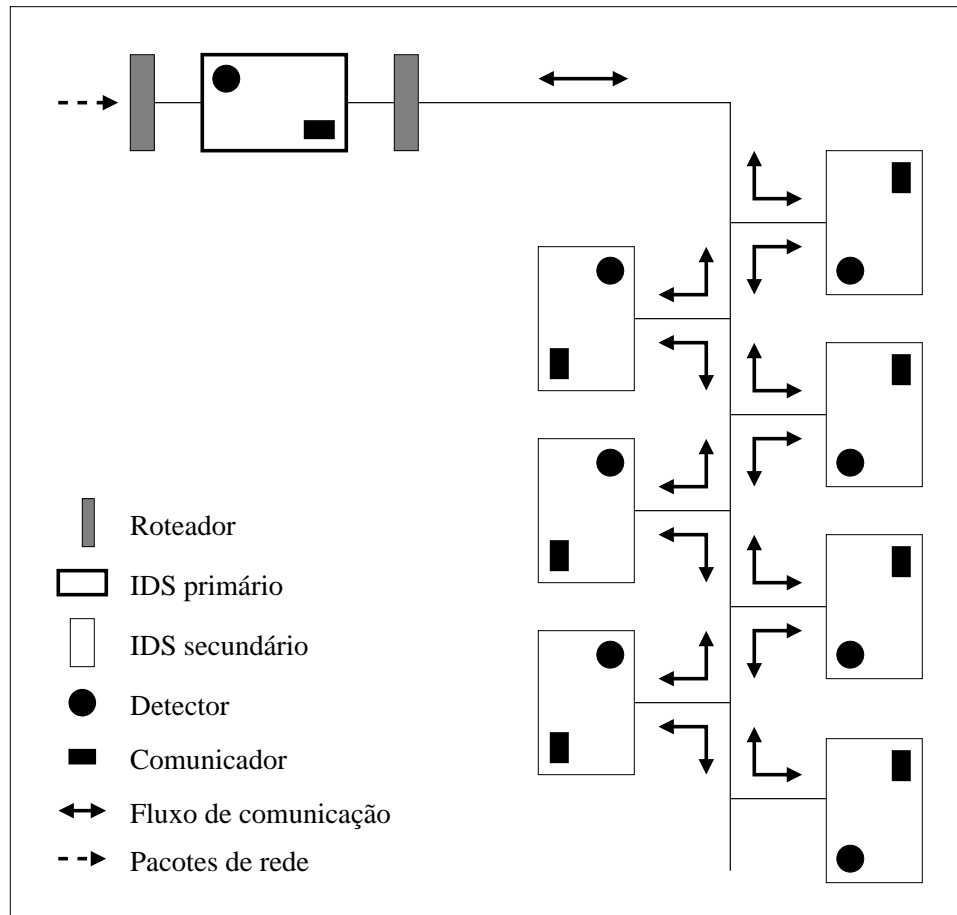 Roteador
IDS primário
IDS secundário
Detector
Comunicador
Fluxo de comunicação
Pacotes de rede